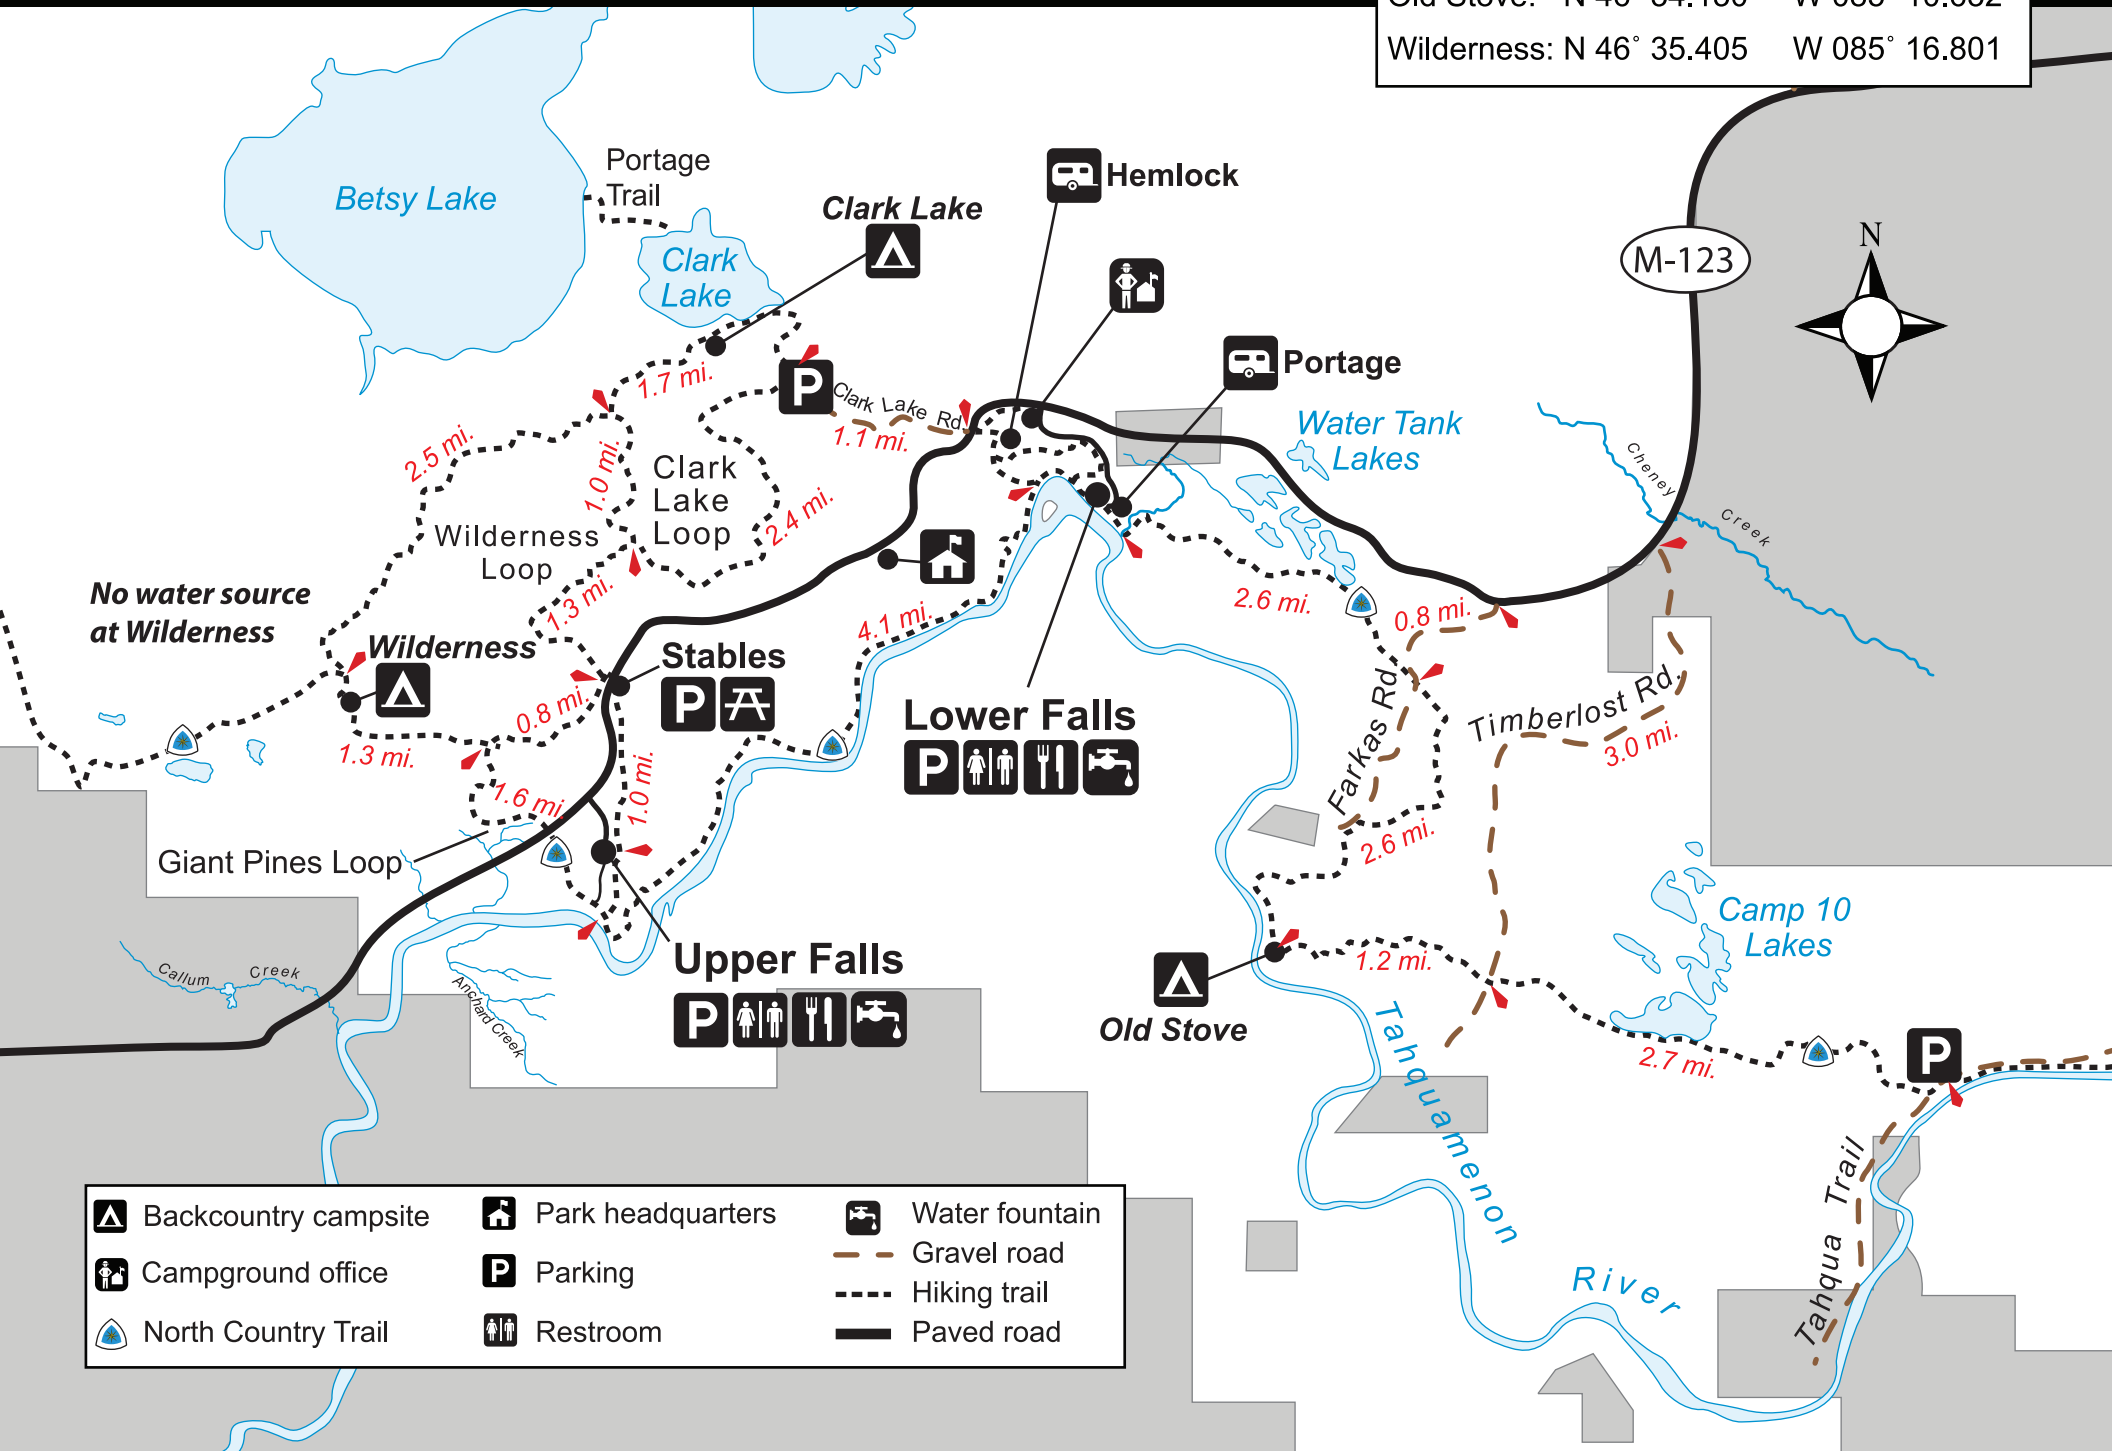 Wilderness: N 46° 35.405 W 085° 16.801
Betsy Lake
Portage
Trail
Clark Lake
Clark
Lake
Hemlock
M-123
N
Portage
1.7 mi.
Clark Lake Rd
1.1 mi.
Water Tank
Lakes
Cheney
Creek
2.5 mi.
1.0 mi.
Clark
Lake
Loop
2.4 mi.
Wilderness
Loop
1.3 mi.
No water source
at Wilderness
Wilderness
Stables
P
4.1 mi.
2.6 mi.
0.8 mi.
Farkas Rd
Timberlost Rd.
3.0 mi.
0.8 mi.
1.3 mi.
1.0 mi.
1.6 mi.
Lower Falls
P
P
Giant Pines Loop
2.6 mi.
Camp 10
Lakes
Upper Falls
P
Callum Creek
Anchard Creek
1.2 mi.
Old Stove
2.7 mi.
P
Tahquamenon
River
Tahqua Trail
Backcountry campsite
Park headquarters
Water fountain
Gravel road
Campground office
P Parking
Hiking trail
North Country Trail
Restroom
Paved road